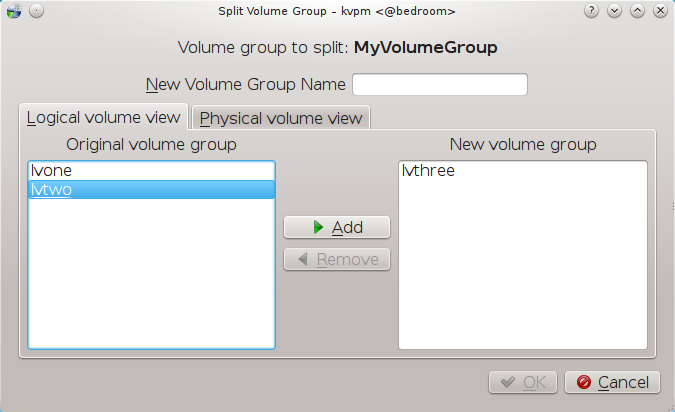 Split Volume Group – kvpm <@bedroom>
Volume group to split: MyVolumeGroup
New Volume Group Name
Logical volume view
Physical volume view
Original volume group
New volume group
lvone
lvtwo
lvthree
Add
Remove
OK
Cancel